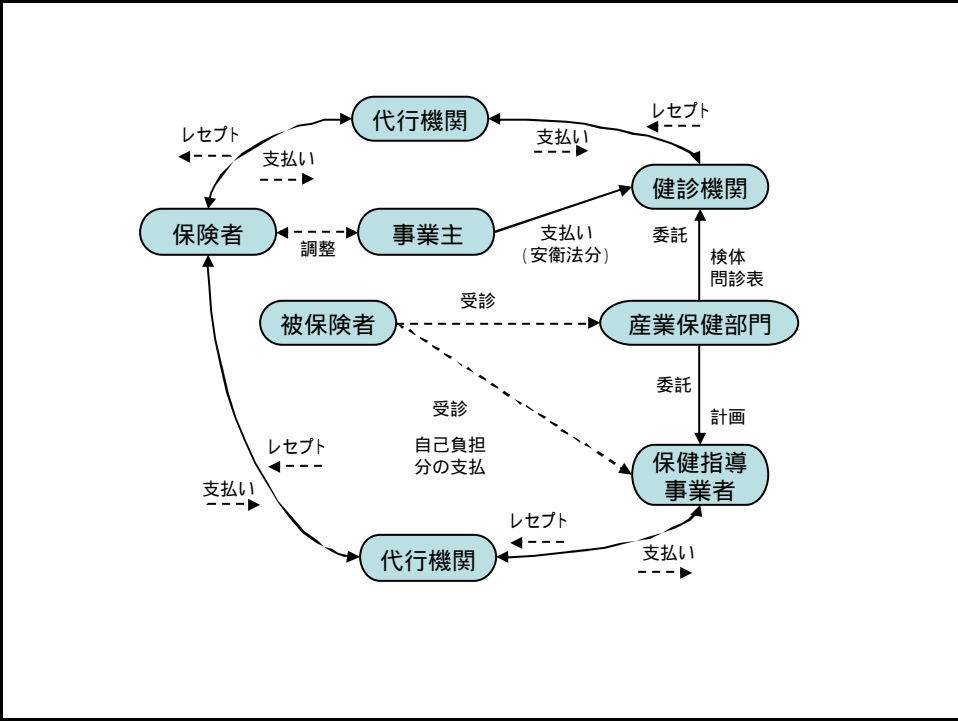 代行機関
レセプト
支払い
レセプト
支払い
健診機関
保険者
調整
事業主
支払い
(安衛法分)
委託
検体
問診表
被保険者
受診
産業保健部門
委託
計画
受診
自己負担
分の支払
保健指導
事業者
レセプト
支払い
代行機関
レセプト
支払い